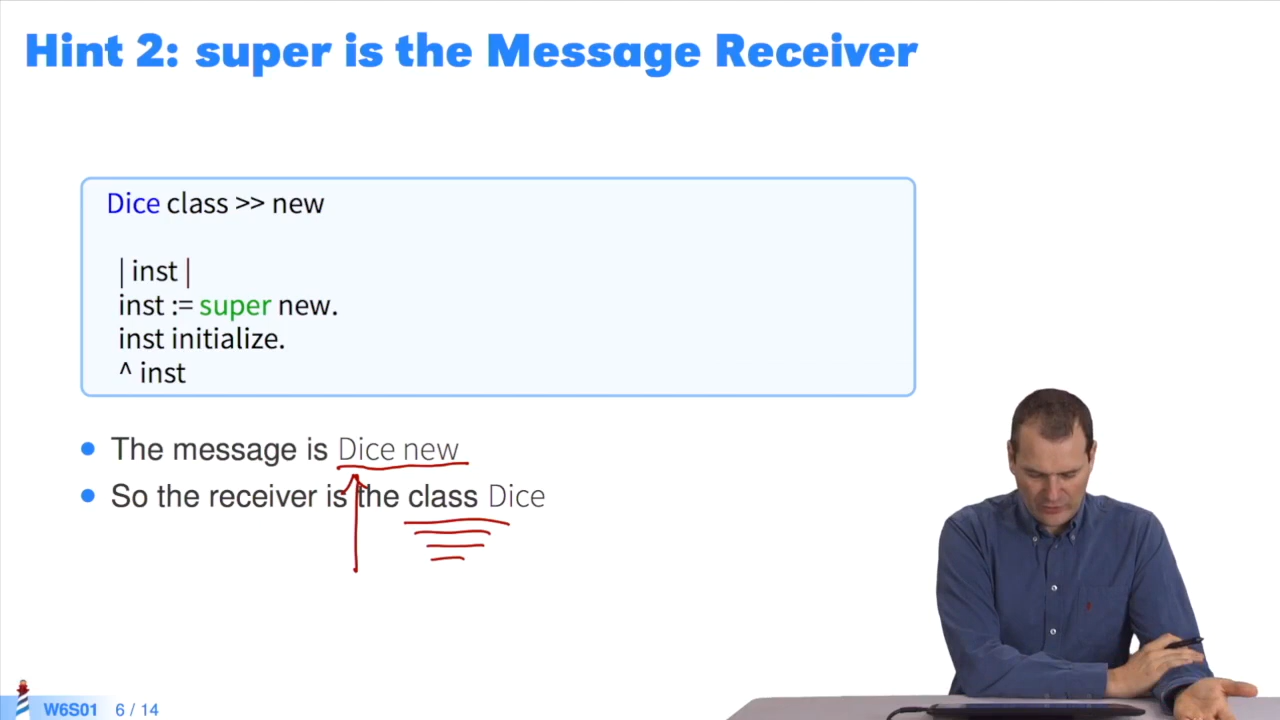 Hint 2: super is the Message Receiver
Dice class >> new
| inst |
inst := super new.
inst initialize.
^ inst
The message is Dice new
So the receiver is the class Dice
W6S01 6 / 14